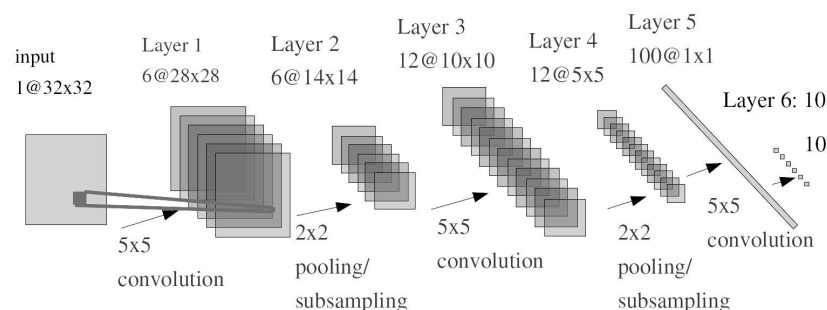 input
1@32x32
Layer 1
6@28x28
Layer 2
6@14x14
Layer 3
12@10x10
Layer 4
12@5x5
Layer 5
100@1x1
Layer 6: 10
10
5x5
convolution
2x2
pooling/
subsampling
5x5
convolution
2x2
pooling/
subsampling
5x5
convolution